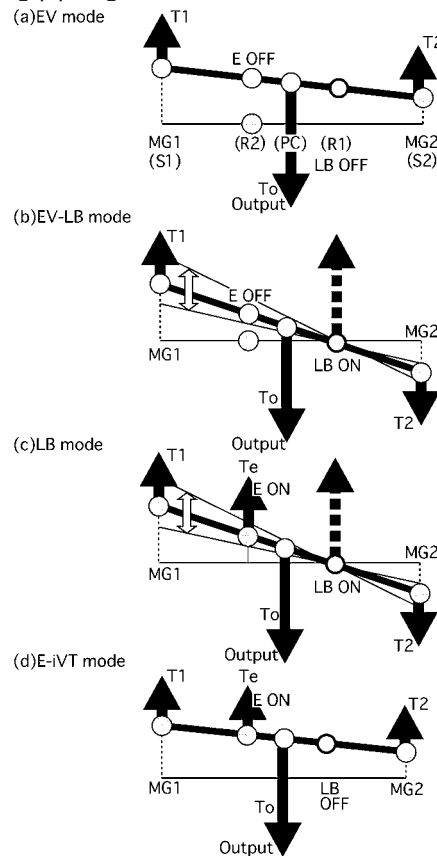 (a)EV mode
T1
E OFF
T2
MG1 (R2) (PC) (R1) MG2
(S1) LB OFF (S2)
To
Output
(b)EV-LB mode
T1
E OFF
MG2
MG1
LB ON
To
T2
Output
(c)LB mode
T1
Te
E ON
MG2
MG1
LB ON
To
T2
Output
(d)E-iVT mode
T1
Te
E ON
T2
MG1 LB MG2
To OFF
Output